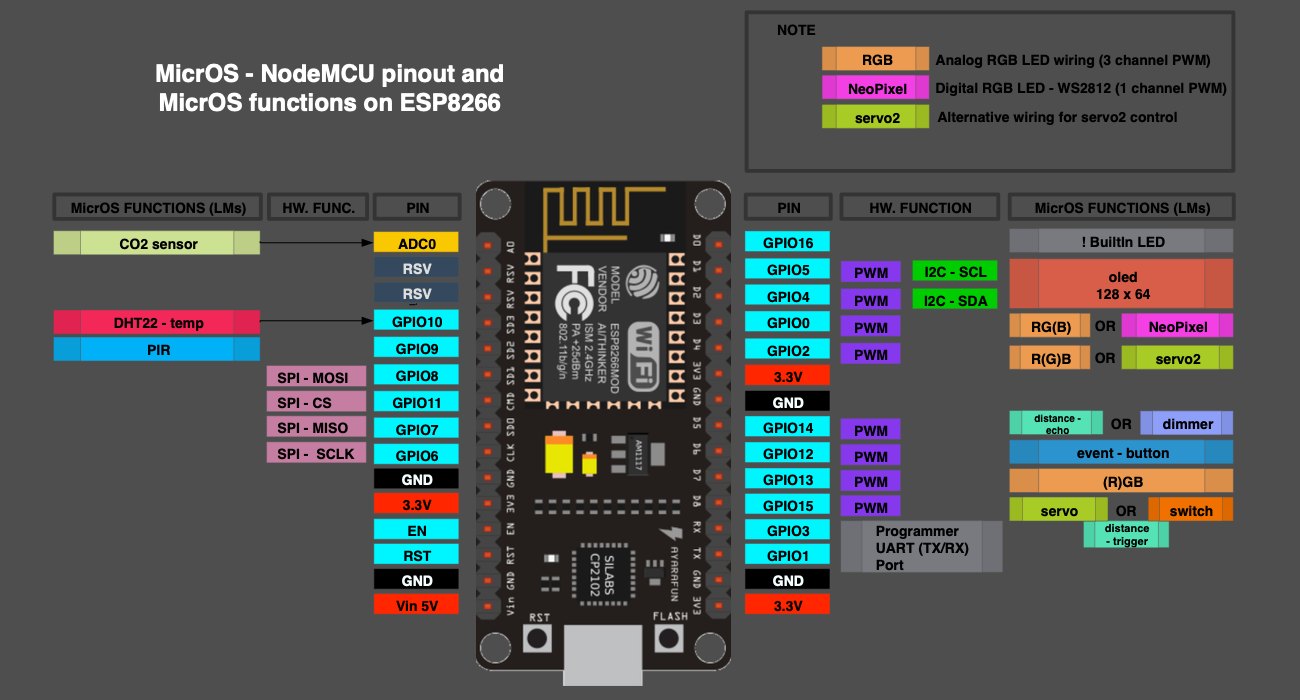 MicrOS - NodeMCU pinout and
MicrOS functions on ESP8266
NOTE
RGB Analog RGB LED wiring (3 channel PWM)
NeoPixel Digital RGB LED - WS2812 (1 channel PWM)
servo2 Alternative wiring for servo2 control
MicrOS FUNCTIONS (LMs) HW. FUNC. PIN
CO2 sensor ADC0
RSV
RSV
DHT22 - temp GPIO10
PIR GPIO9
SPI - MOSI GPIO8
SPI - CS GPIO11
SPI - MISO GPIO7
SPI - SCLK GPIO6
GND
3.3V
EN
RST
GND
Vin 5V
A0
RSV
RSV
SD3
SD2
SD1
CMD
SD0
CLK
GND
3V3
EN
RST
GND
Vin
MODEL
VENDOR
ESP8266MOD
AI/THINKER
ISM 2.4GHz
PA +25dBm
802.11b/g/n
FC
Wi Fi
AM1117
SILABS
CP2102
AYARAFUN
RST
FLASH
D0
D1
D2
D3
D4
3V3
GND
D5
D6
D7
D8
RX
TX
GND
3V3
PIN HW. FUNCTION MicrOS FUNCTIONS (LMs)
GPIO16 ! BuiltIn LED
GPIO5 PWM I2C - SCL oled
GPIO4 PWM I2C - SDA 128 x 64
GPIO0 PWM RG(B) OR NeoPixel
GPIO2 PWM R(G)B OR servo2
3.3V
GND
GPIO14 PWM distance -
echo OR dimmer
GPIO12 PWM event - button
GPIO13 PWM (R)GB
GPIO15 PWM servo OR switch
distance
- trigger
GPIO3 Programmer
GPIO1 UART (TX/RX)
Port
GND
3.3V